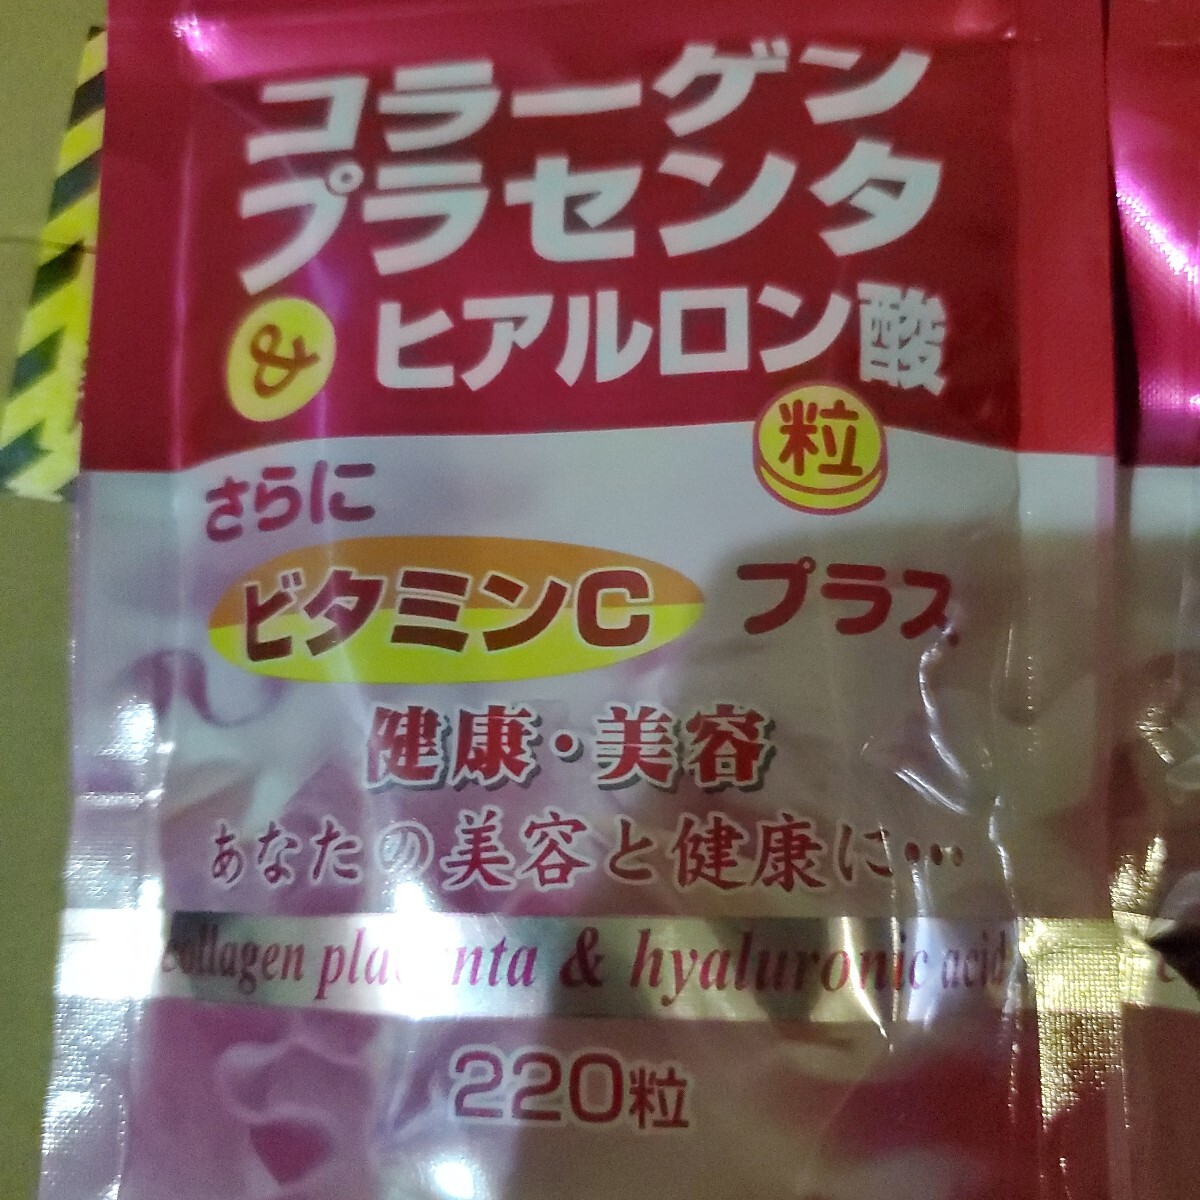 コラーゲン
プラセンタ
& ヒアルロン酸
粒
さらに
ビタミンC プラス
健康・美容
あなたの美容と健康に…
collagen placenta & hyaluronic acid
220粒